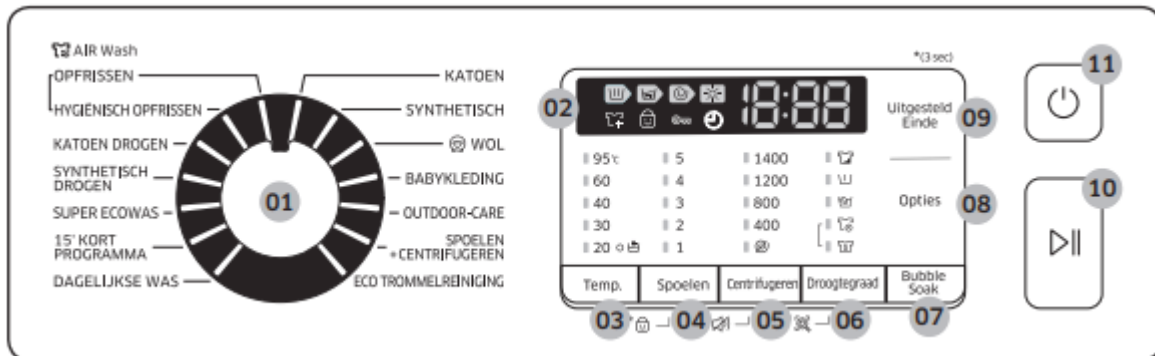 AIR Wash
OPFRISSEN
HYGIËNISCH OPFRISSEN
KATOEN DROGEN
SYNTHETISCH
DROGEN
SUPER ECOWAS
15' KORT
PROGRAMMA
DAGELIJKSE WAS
KATOEN
SYNTHETISCH
WOL
BABYKLEDING
OUTDOOR-CARE
SPOELEN
+CENTRIFUGEREN
ECO TROMMELREINIGING
01
02
18:88
*(3 sec)
95℃ 5 1400
60 4 1200
40 3 800
30 2 400
20 1
Temp. Spoelen Centrifugeren Droogtegraad Bubble
Soak
03 * 04 05 06 07
Uitgesteld
Einde
09
Opties
08
11
10